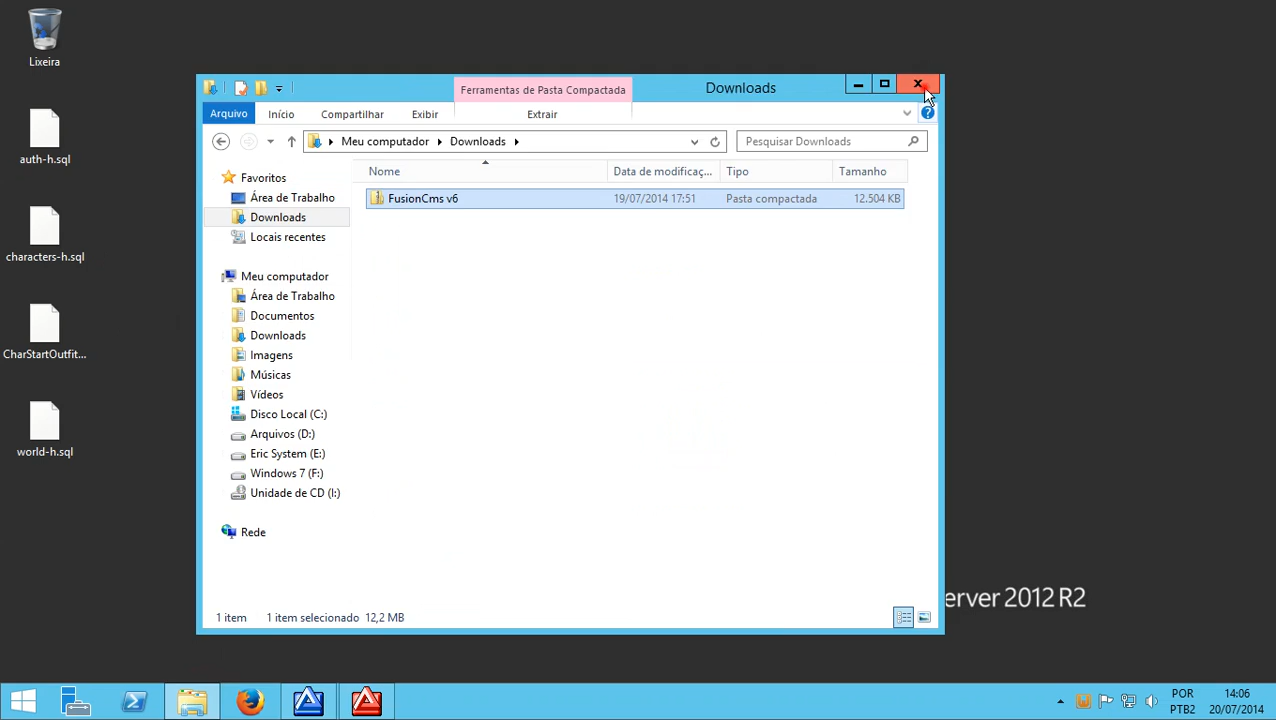 Lixeira
auth-h.sql
characters-h.sql
CharStartOutfit...
world-h.sql
Ferramentas de Pasta Compactada
Downloads
Arquivo
Início
Compartilhar
Exibir
Extrair
Meu computador
Downloads
Pesquisar Downloads
Nome
Data de modificaç...
Tipo
Tamanho
FusionCms v6
19/07/2014 17:51
Pasta compactada
12.504 KB
Favoritos
Área de Trabalho
Downloads
Locais recentes
Meu computador
Área de Trabalho
Documentos
Downloads
Imagens
Músicas
Vídeos
Disco Local (C:)
Arquivos (D:)
Eric System (E:)
Windows 7 (F:)
Unidade de CD (I:)
Rede
1 item
1 item selecionado 12,2 MB
erver 2012 R2
POR
PTB2
14:06
20/07/2014